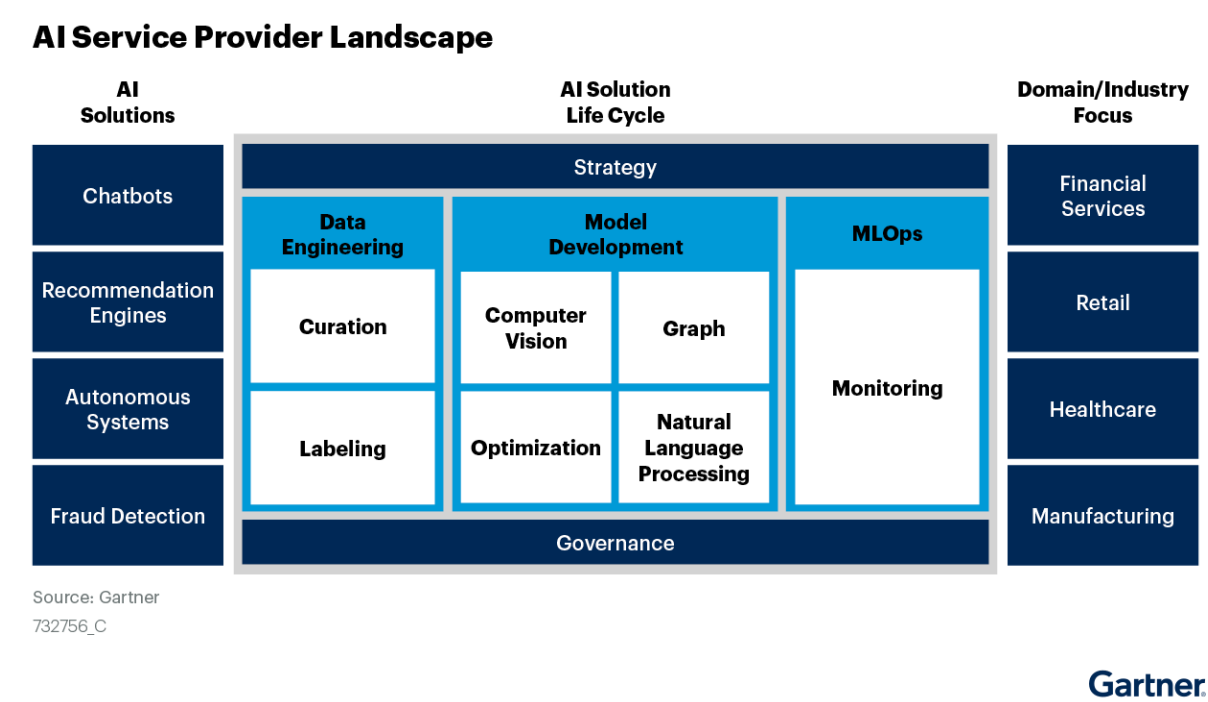 AI Service Provider Landscape
AI
Solutions
Chatbots
Recommendation
Engines
Autonomous
Systems
Fraud Detection
AI Solution
Life Cycle
Strategy
Data
Engineering
Curation
Labeling
Model
Development
Computer
Vision
Graph
Optimization
Natural
Language
Processing
MLOps
Monitoring
Governance
Domain/Industry
Focus
Financial
Services
Retail
Healthcare
Manufacturing
Source: Gartner
732756_C
Gartner